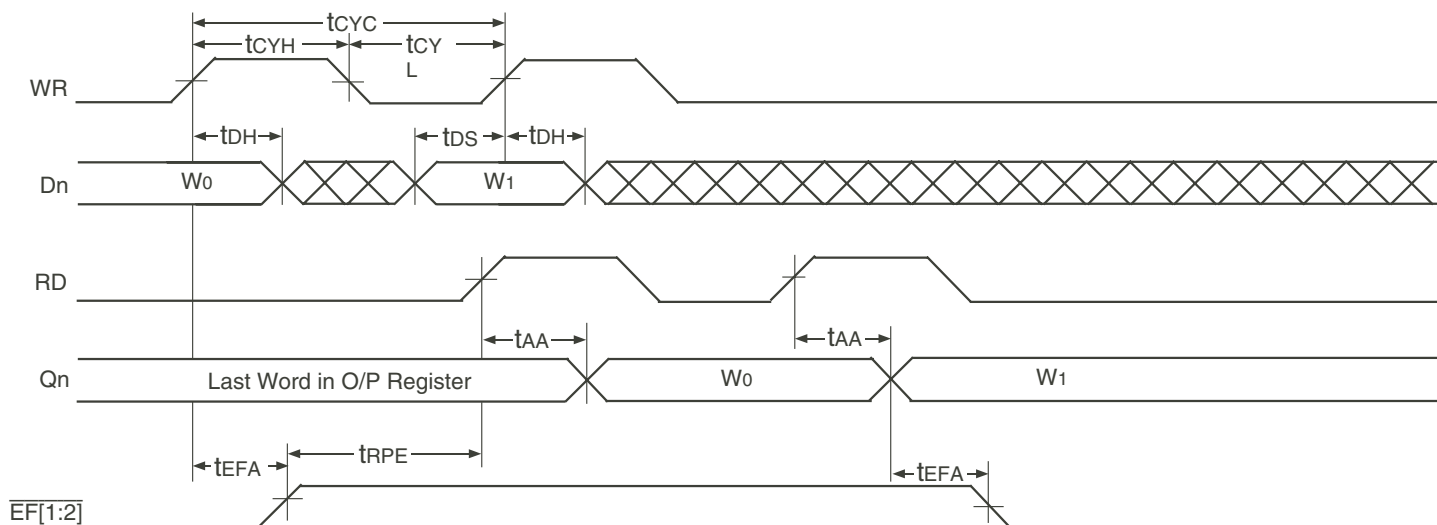 tCYC
tCYH tCY
L
WR
tDH tDS tDH
Dn W0 W1
RD
tAA tAA
Qn Last Word in O/P Register W0 W1
tEFA tRPE tEFA
EF[1:2]